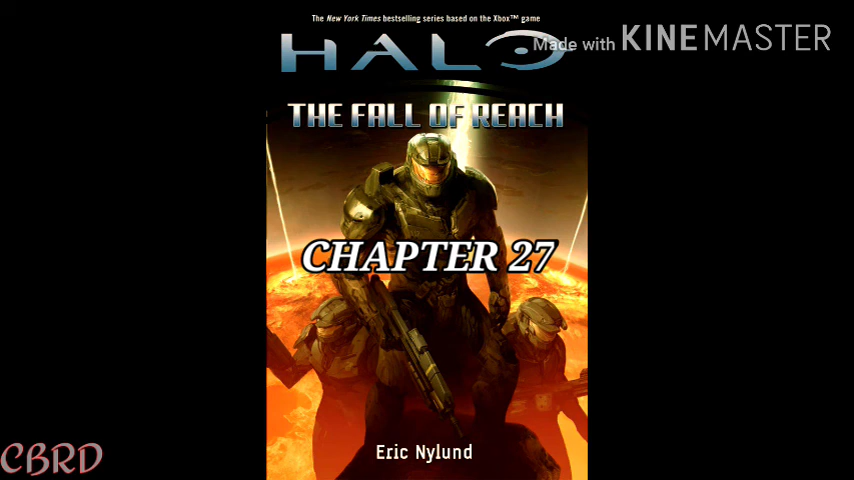 The New York Times bestselling series based on the Xbox™ game
HALO
Made with KINEMASTER
THE FALL OF REACH
CHAPTER 27
Eric Nylund
CBRD